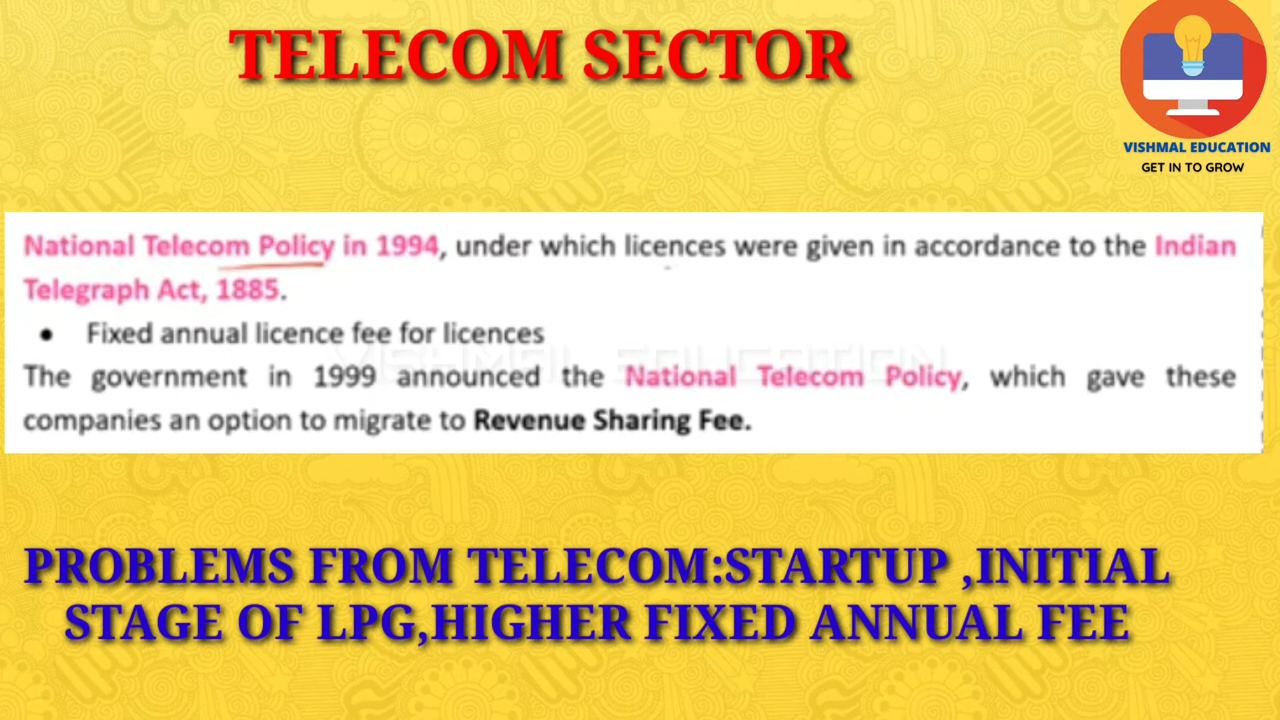 TELECOM SECTOR
VISHMAL EDUCATION
GET IN TO GROW
National Telecom Policy in 1994, under which licences were given in accordance to the Indian
Telegraph Act, 1885.
• Fixed annual licence fee for licences
VISHMAL EDUCATION
The government in 1999 announced the National Telecom Policy, which gave these
companies an option to migrate to Revenue Sharing Fee.
PROBLEMS FROM TELECOM:STARTUP ,INITIAL
STAGE OF LPG,HIGHER FIXED ANNUAL FEE